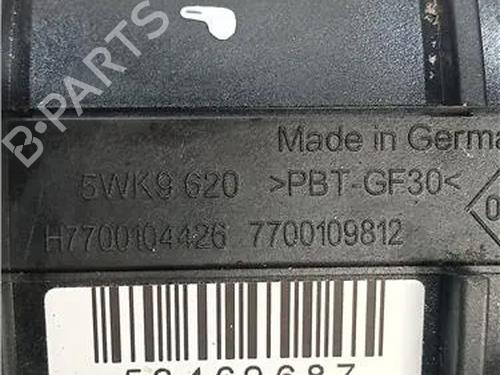 B·PARTS
Made in Germa
5WK9 620 >PBT-GF30<
H7700104426 7700109812